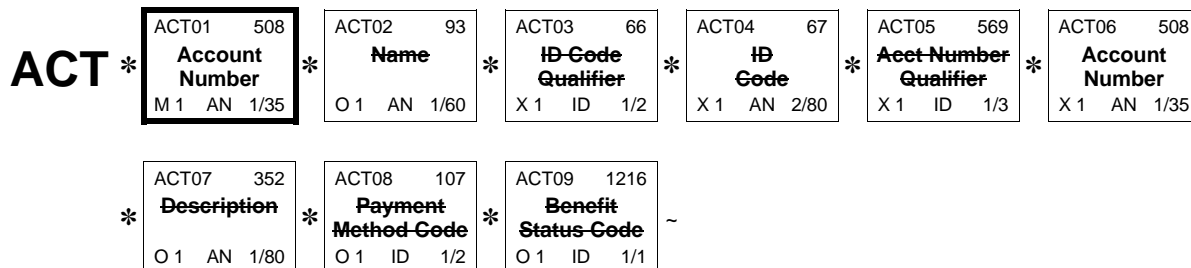 ACT * ACT01 508 * ACT02 93 * ACT03 66 * ACT04 67 * ACT05 569 * ACT06 508
Account Name ID Code ID Acct Number Account
Number Qualifier Code Qualifier Number
M 1 AN 1/35 O 1 AN 1/60 X 1 ID 1/2 X 1 AN 2/80 X 1 ID 1/3 X 1 AN 1/35
* ACT07 352 * ACT08 107 * ACT09 1216 ~
Description Payment Benefit
Method Code Status Code
O 1 AN 1/80 O 1 ID 1/2 O 1 ID 1/1